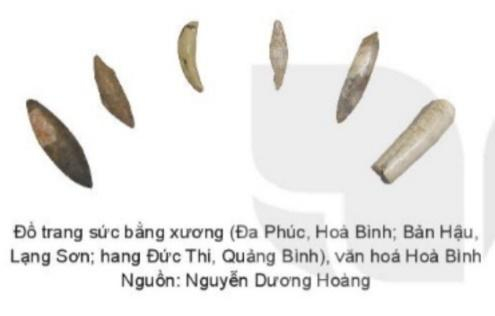 Đồ trang sức bằng xương (Đa Phúc, Hoà Bình; Bản Hậu,
Lạng Sơn; hang Đức Thi, Quảng Bình), văn hoá Hoà Bình
Nguồn: Nguyễn Dương Hoàng